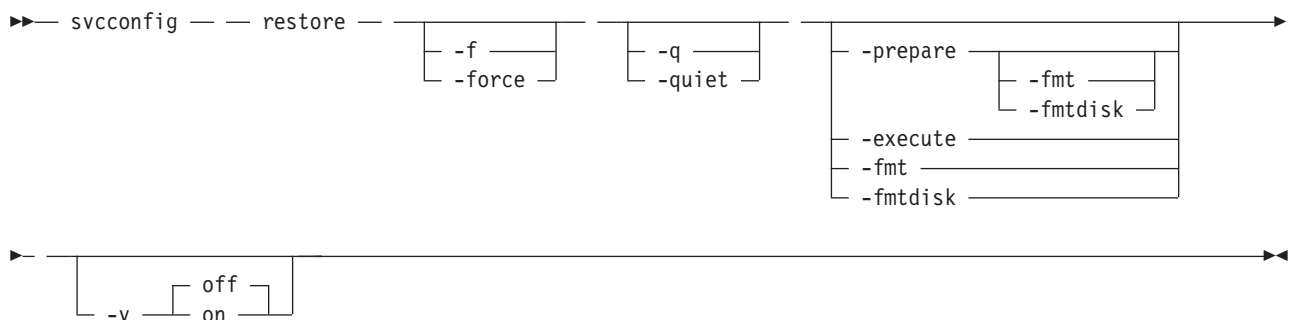 svcconfig restore
-f
-force
-q
-quiet
-prepare
-fmt
-fmtdisk
-execute
-fmt
-fmtdisk
off
-v on